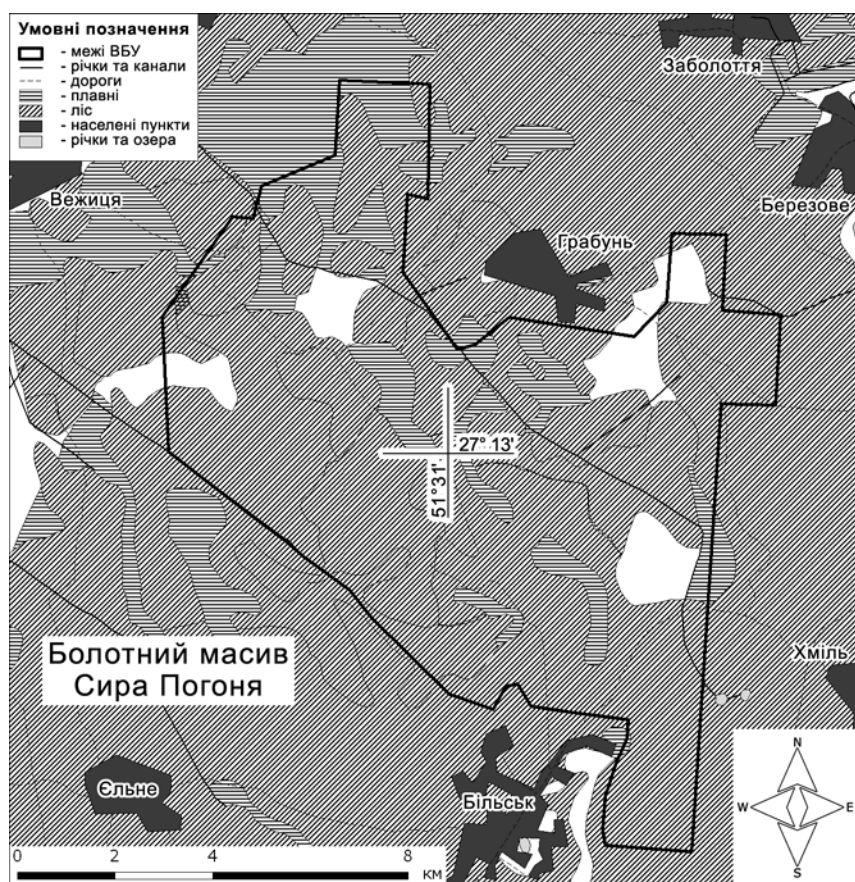 Умовні позначення
- межі ВБУ
- річки та канали
- дороги
- плавні
- ліс
- населені пункти
- річки та озера
Заболоття
Вежиця
Березове
Грабунь
27° 13'
51°31'
Болотний масив
Сира Погоня
Хміль
Єльне
Більськ
N
W E
S
0 2 4 8
км